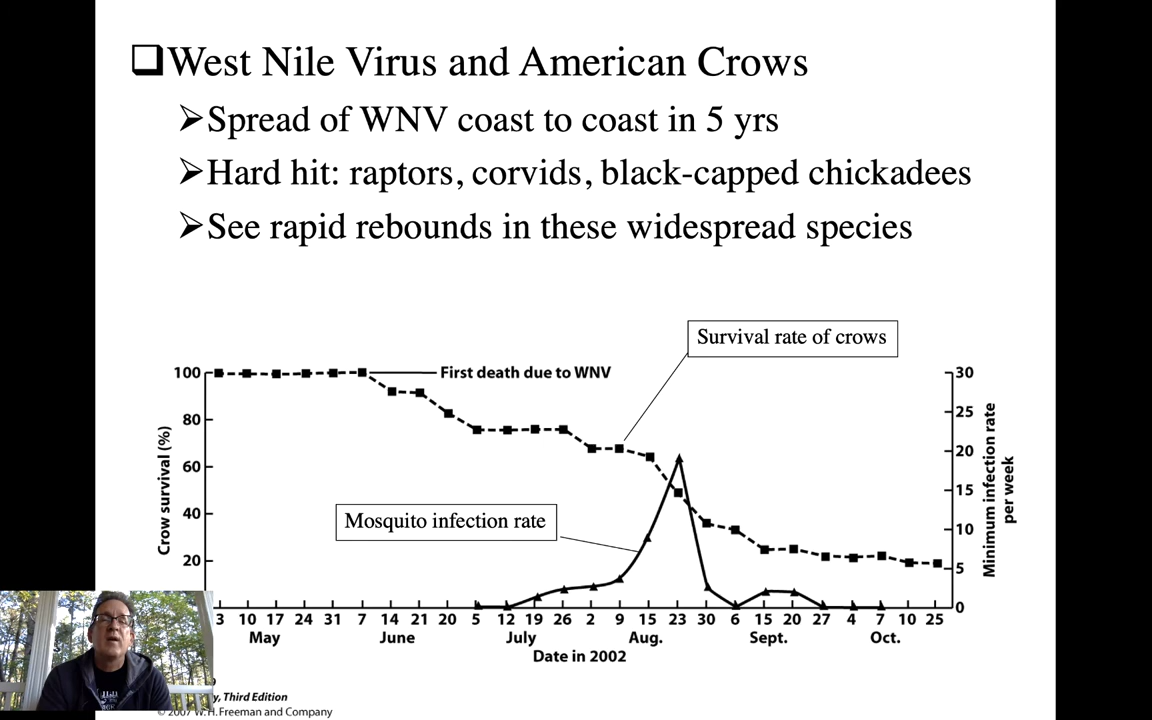 ❑West Nile Virus and American Crows
➢Spread of WNV coast to coast in 5 yrs
➢Hard hit: raptors, corvids, black-capped chickadees
➢See rapid rebounds in these widespread species
Survival rate of crows
First death due to WNV
Mosquito infection rate
Crow survival (%)
100
80
60
40
20
30
25
20
15
10
5
0
Minimum infection rate
per week
3 10 17 24 31 7 14 21 20 5 12 19 26 2 9 15 23 30 6 15 20 27 4 7 10 25
May June July Aug. Sept. Oct.
Date in 2002
Third Edition
© 2007 W. H. Freeman and Company